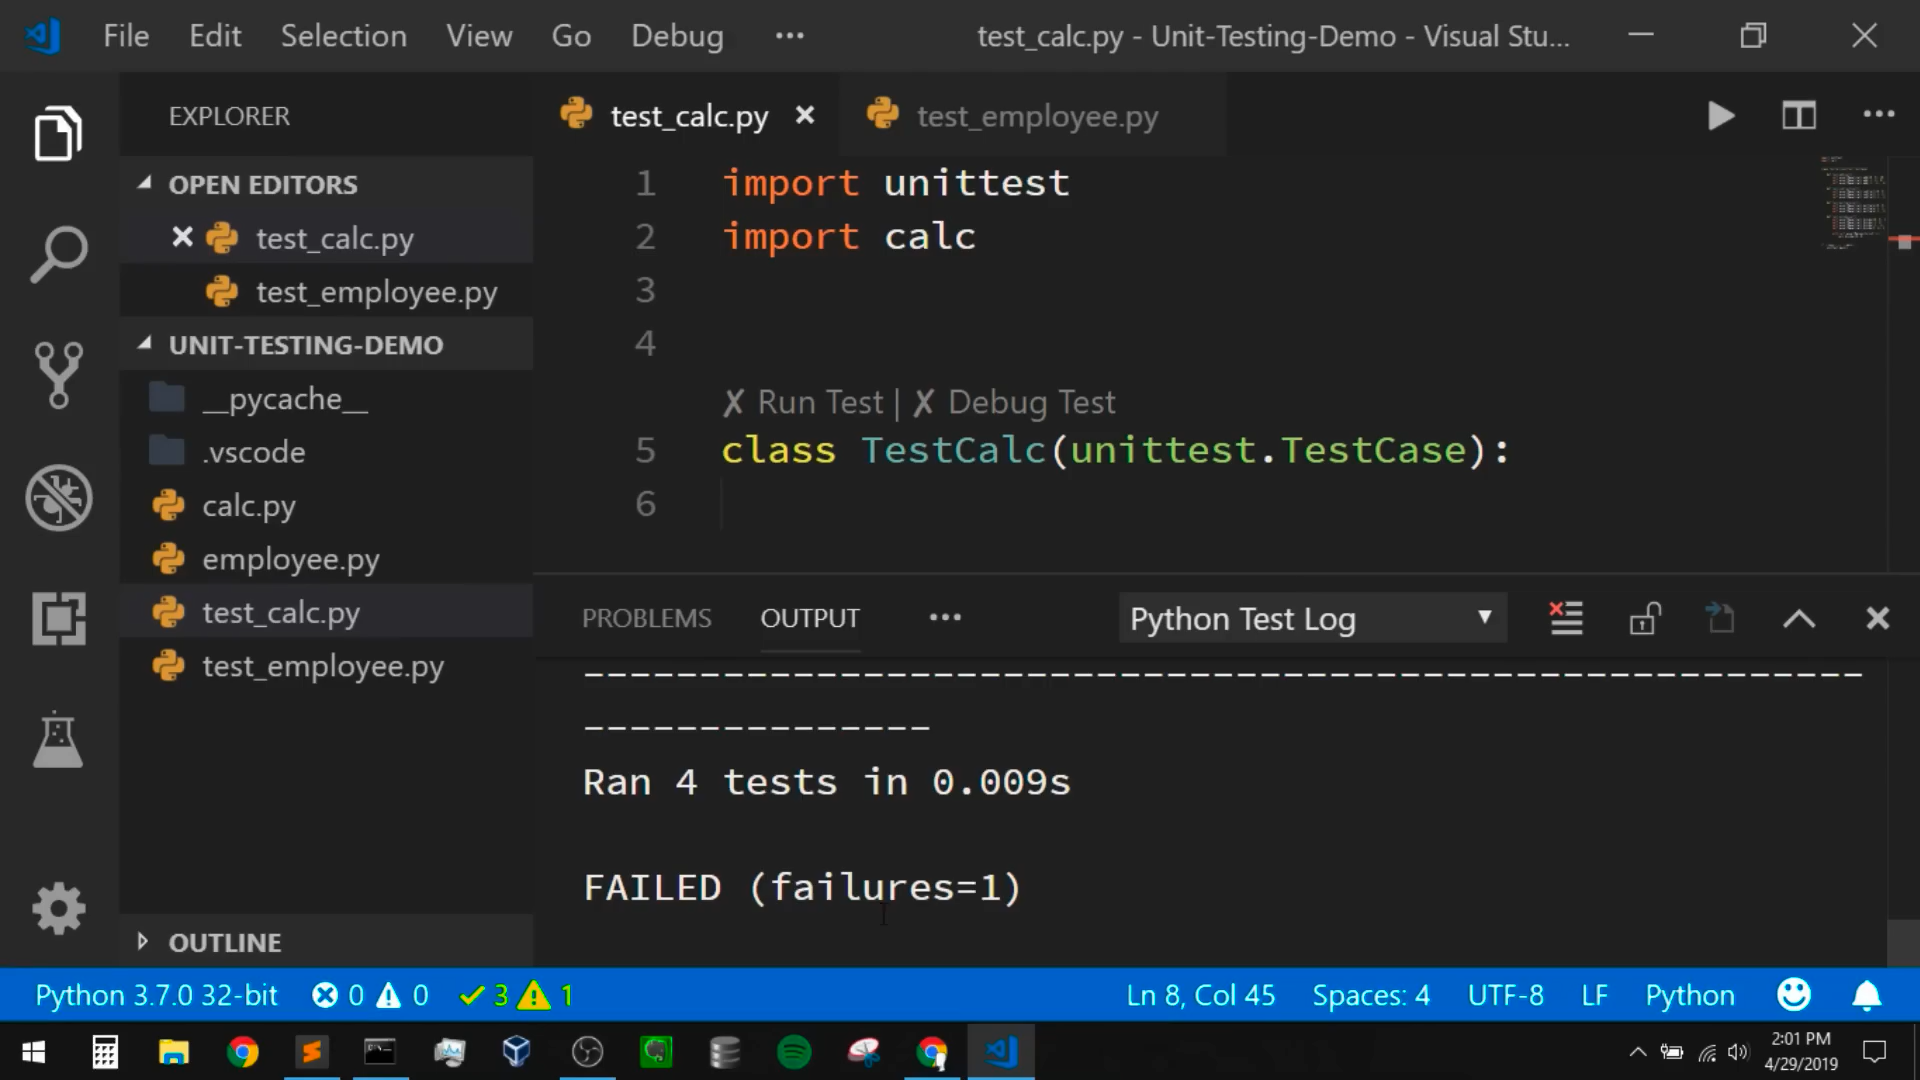 File Edit Selection View Go Debug ··· test_calc.py - Unit-Testing-Demo - Visual Stu...
EXPLORER
OPEN EDITORS
test_calc.py
test_employee.py
UNIT-TESTING-DEMO
__pycache__
.vscode
calc.py
employee.py
test_calc.py
test_employee.py
OUTLINE
test_calc.py test_employee.py
1 import unittest
2 import calc
3
4
✗ Run Test | ✗ Debug Test
5 class TestCalc(unittest.TestCase):
6
PROBLEMS OUTPUT ··· Python Test Log
------------------------------------------------------
---------------
Ran 4 tests in 0.009s
FAILED (failures=1)
Python 3.7.0 32-bit 0 0 3 1 Ln 8, Col 45 Spaces: 4 UTF-8 LF Python
2:01 PM
4/29/2019